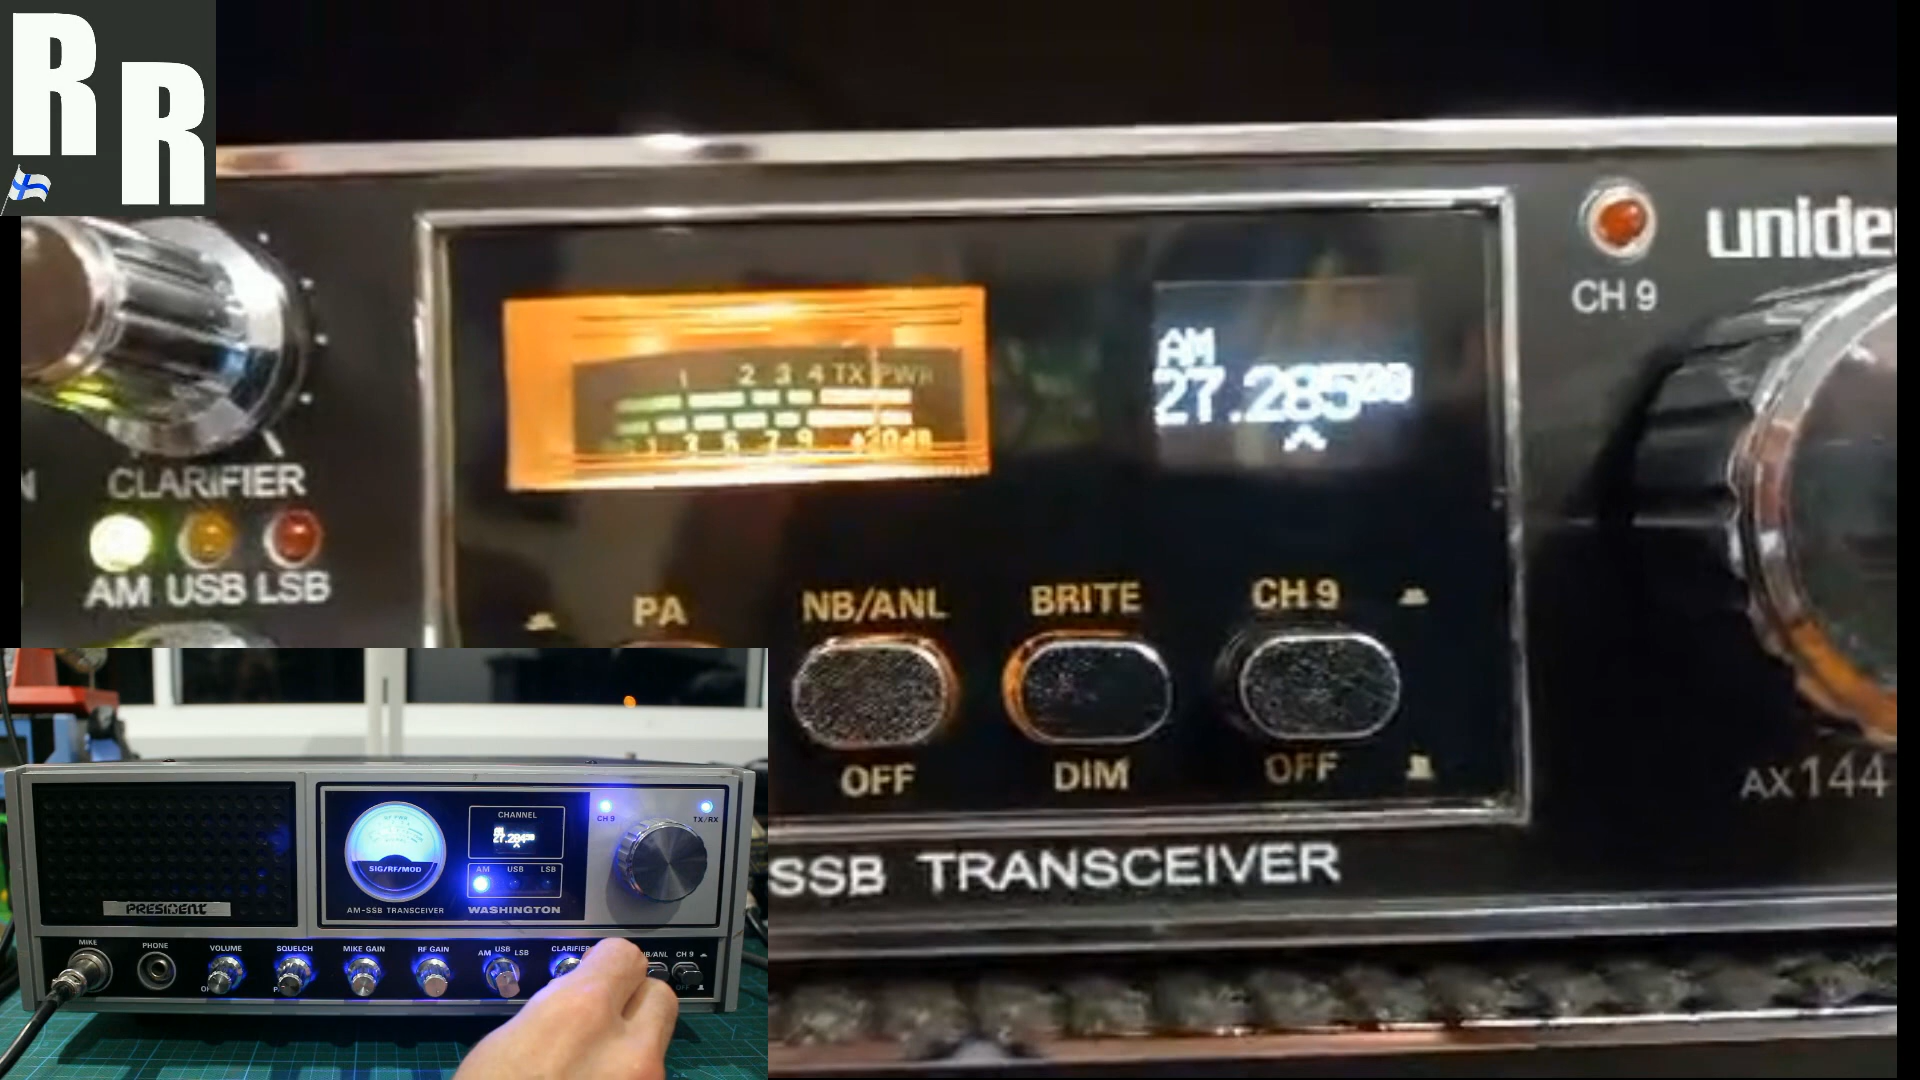 R
R
unide
CH 9
1 2 3 4 TX PWR
1 3 5 7 9 +20dB
AM
27.28500
CLARIFIER
AM USB LSB
PA
NB/ANL
BRITE
CH 9
OFF
DIM
OFF
AX144
SSB TRANSCEIVER
CHANNEL
27.284
CH 9
TX/RX
SIG/RF/MOD
AM
USB
LSB
AM-SSB TRANSCEIVER
WASHINGTON
PRESIDENT
MIKE
PHONE
VOLUME
SQUELCH
MIKE GAIN
RF GAIN
AM
USB
LSB
CLARIFIER
NB/ANL
CH 9